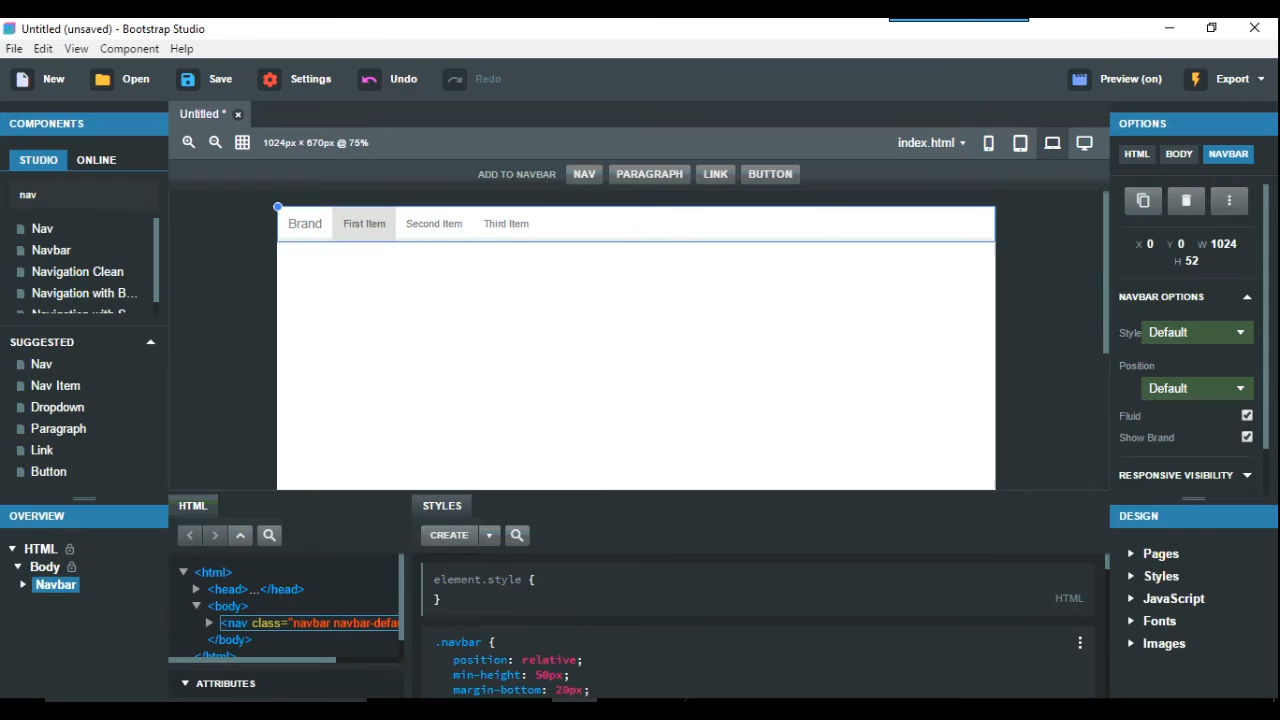 Untitled (unsaved) - Bootstrap Studio
File Edit View Component Help
New Open Save Settings Undo Redo Preview (on) Export
COMPONENTS
STUDIO ONLINE
nav
Nav
Navbar
Navigation Clean
Navigation with B...
Navigation with S
SUGGESTED
Nav
Nav Item
Dropdown
Paragraph
Link
Button
OVERVIEW
HTML
Body
Navbar
Untitled *
1024px × 670px @ 75%
index.html
ADD TO NAVBAR NAV PARAGRAPH LINK BUTTON
Brand First Item Second Item Third Item
HTML
<html>
<head>...</head>
<body>
<nav class="navbar navbar-defau
</body>
</html>
ATTRIBUTES
STYLES
CREATE
element.style {
}
HTML
.navbar {
position: relative;
min-height: 50px;
margin-bottom: 20px;
OPTIONS
HTML BODY NAVBAR
X 0 Y 0 W 1024
H 52
NAVBAR OPTIONS
Style Default
Position
Default
Fluid
Show Brand
RESPONSIVE VISIBILITY
DESIGN
Pages
Styles
JavaScript
Fonts
Images